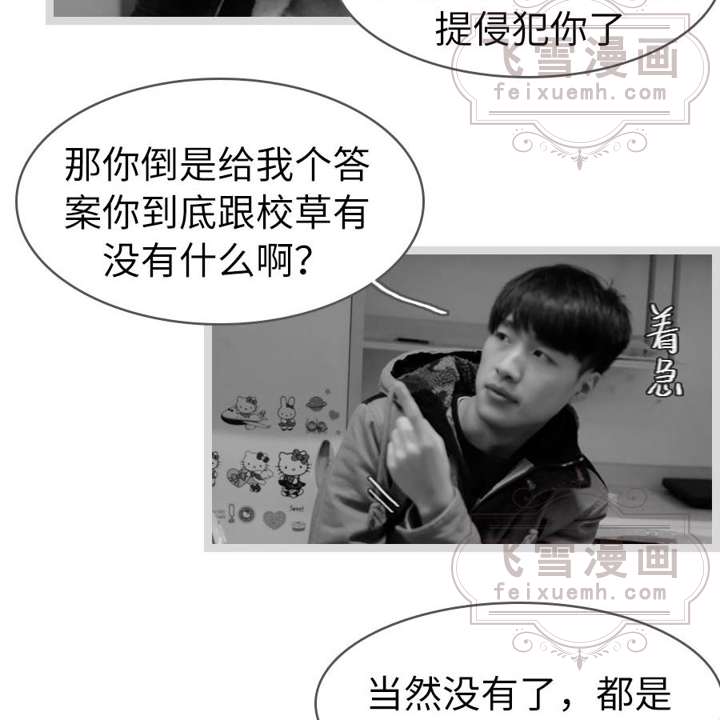 提侵犯你了
飞雪漫画
feixuemh.com
那你倒是给我个答
案你到底跟校草有
没有什么啊？
着急
Sweet
飞雪漫画
feixuemh.com
当然没有了，都是